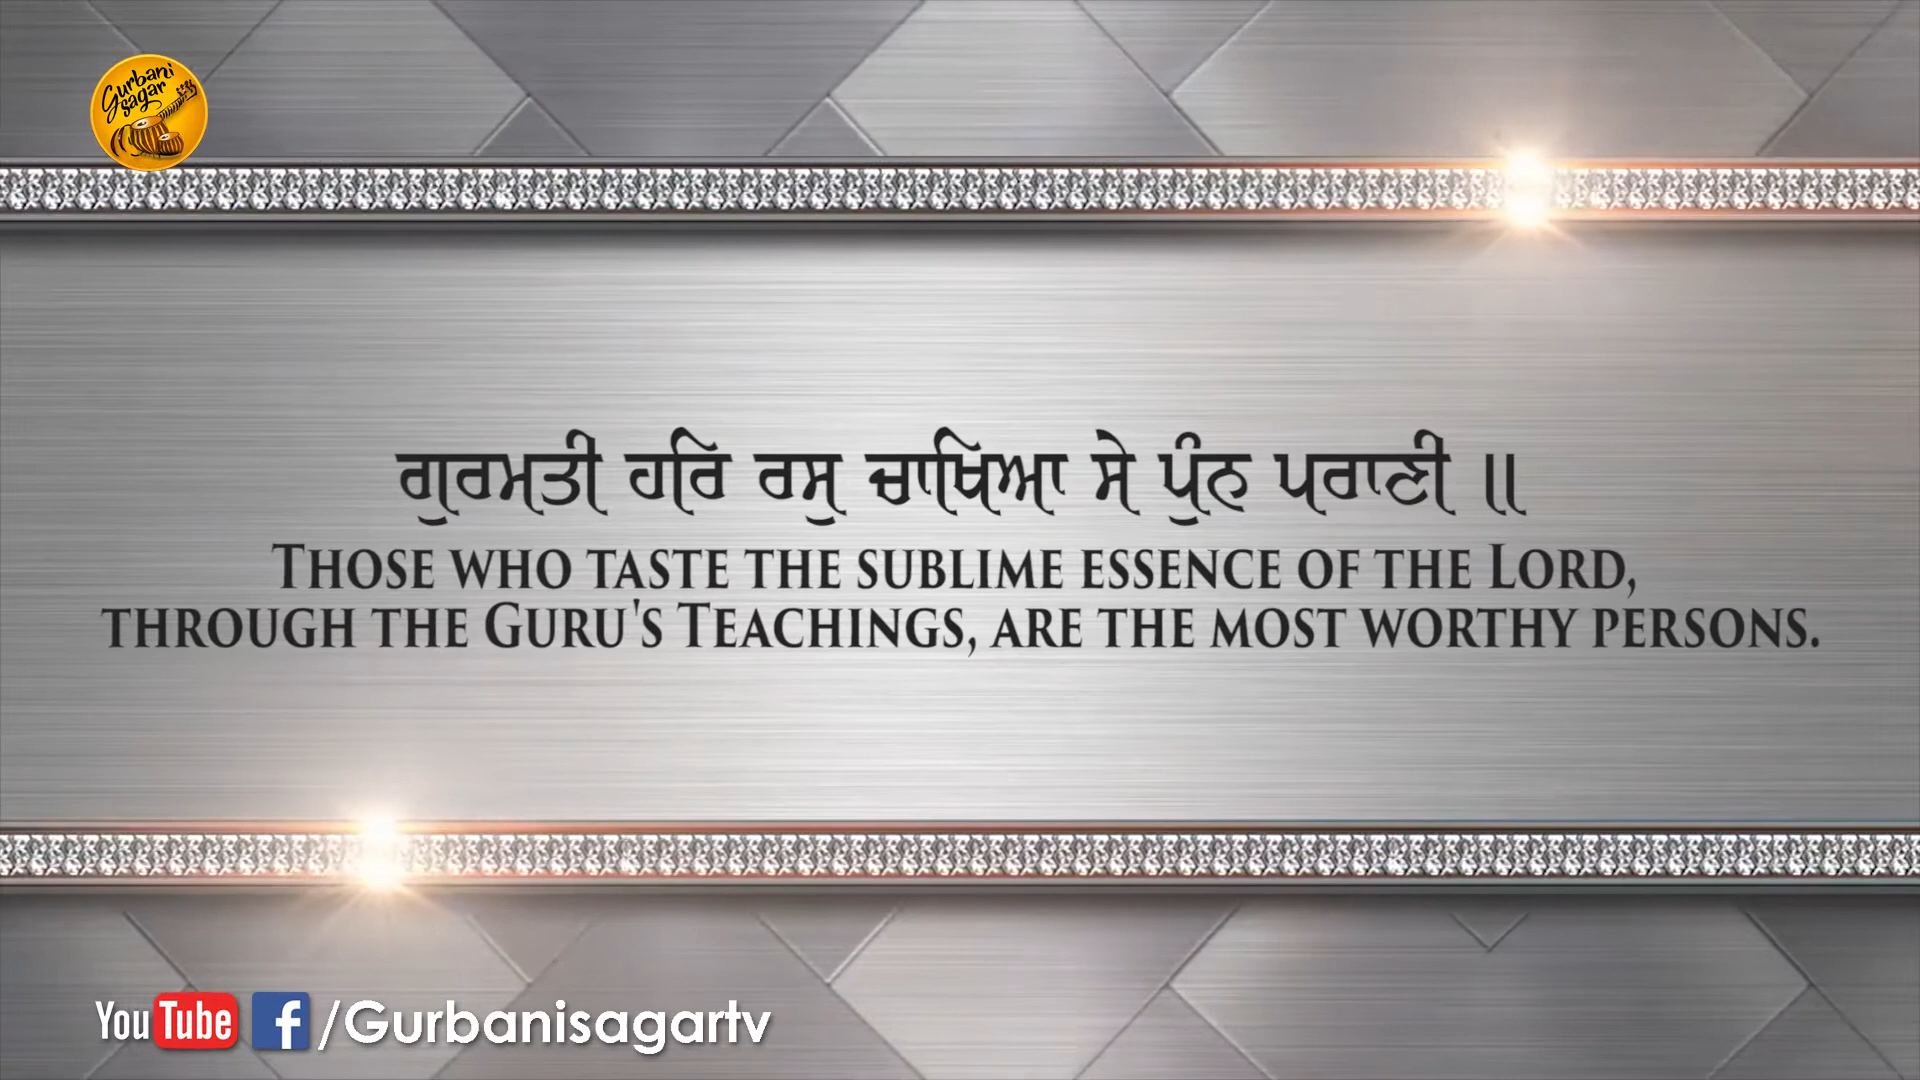 Gurbani
Sagar
ਗੁਰਮਤੀ ਹਰਿ ਰਸੁ ਚਾਖਿਆ ਸੇ ਪੁੰਨ ਪਰਾਣੀ ॥
THOSE WHO TASTE THE SUBLIME ESSENCE OF THE LORD,
THROUGH THE GURU'S TEACHINGS, ARE THE MOST WORTHY PERSONS.
YouTube f /Gurbanisagartv